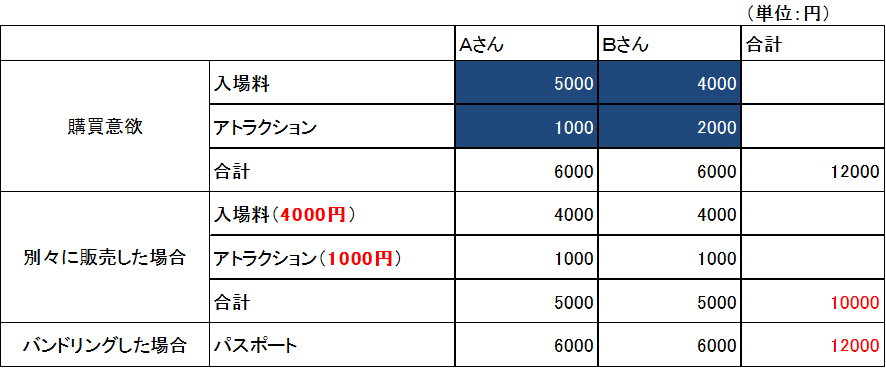 （単位：円）
Aさん Bさん 合計
購買意欲 入場料 5000 4000
アトラクション 1000 2000
合計 6000 6000 12000
別々に販売した場合 入場料（4000円） 4000 4000
アトラクション（1000円） 1000 1000
合計 5000 5000 10000
バンドリングした場合 パスポート 6000 6000 12000